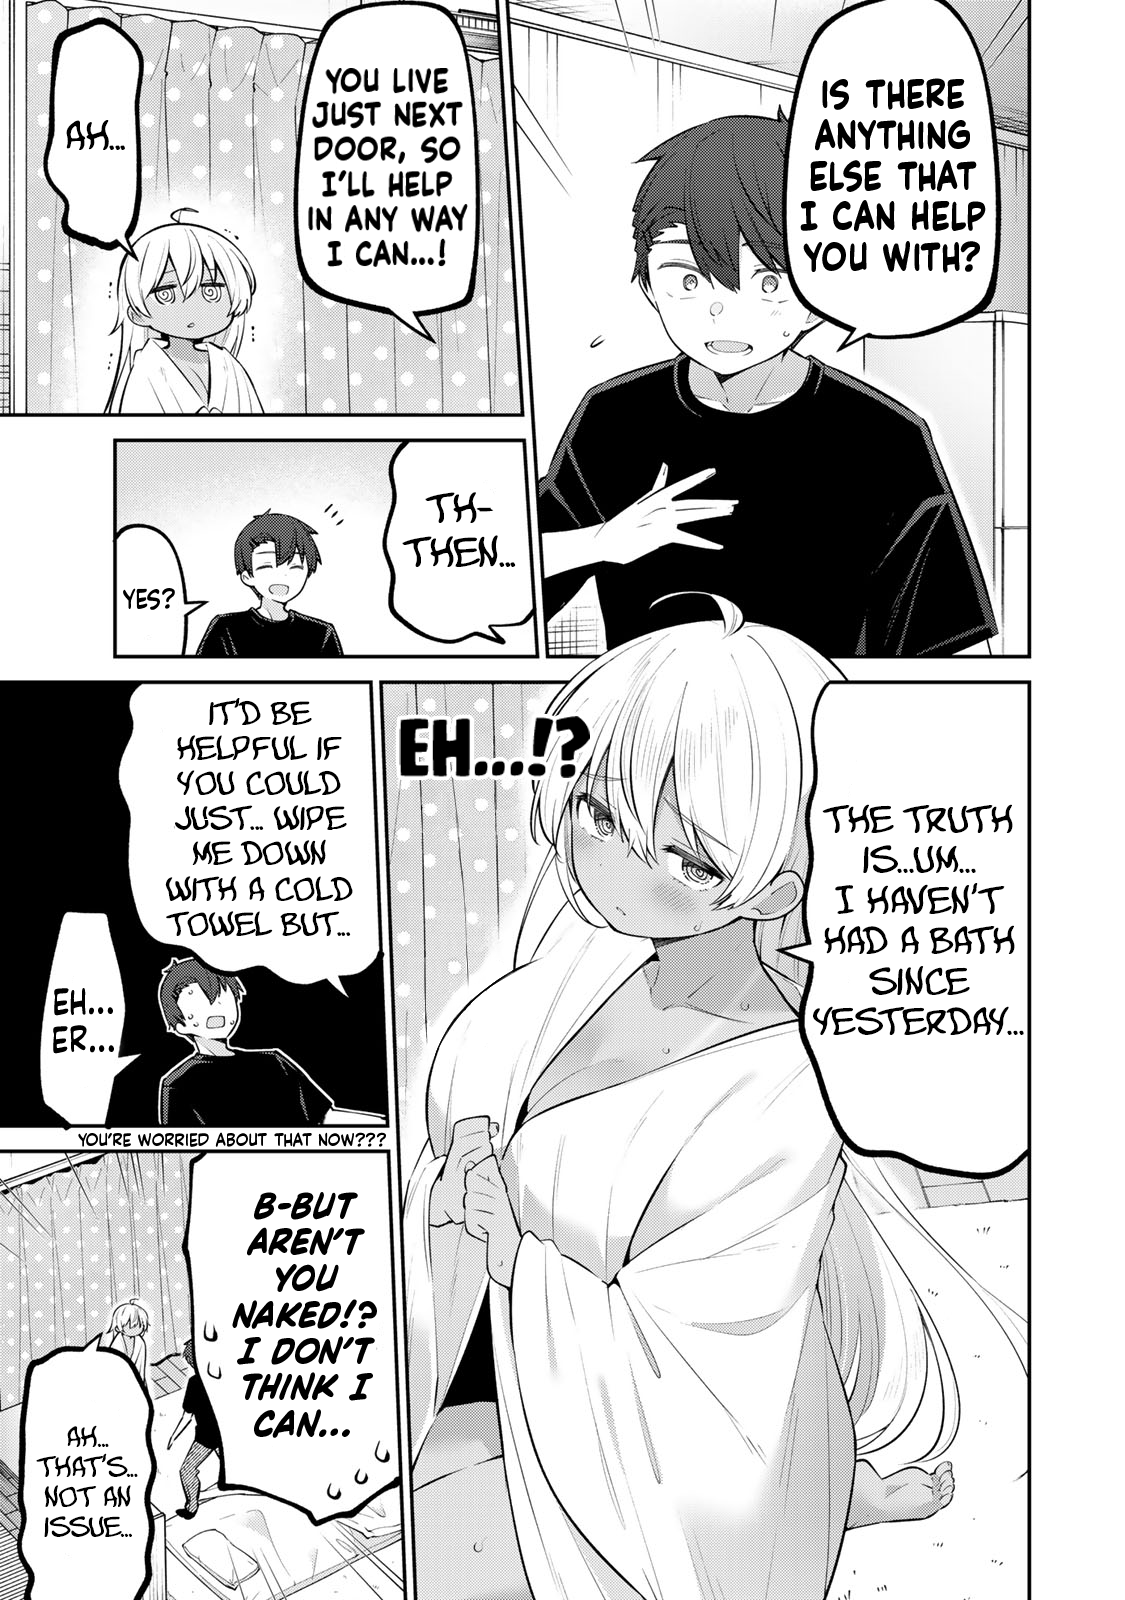 IS THERE
ANYTHING
ELSE THAT
I CAN HELP
YOU WITH?
YOU LIVE
JUST NEXT
DOOR, SO
I'LL HELP
IN ANY WAY
I CAN...!
AH...
TH-
THEN...
YES?
THE TRUTH
IS...UM...
I HAVEN'T
HAD A BATH
SINCE
YESTERDAY...
EH...!?
IT'D BE
HELPFUL IF
YOU COULD
JUST... WIPE
ME DOWN
WITH A COLD
TOWEL BUT...
EH...
ER...
YOU'RE WORRIED ABOUT THAT NOW???
B-BUT
AREN'T
YOU
NAKED!?
I DON'T
THINK I
CAN...
AH...
THAT'S...
NOT AN
ISSUE...